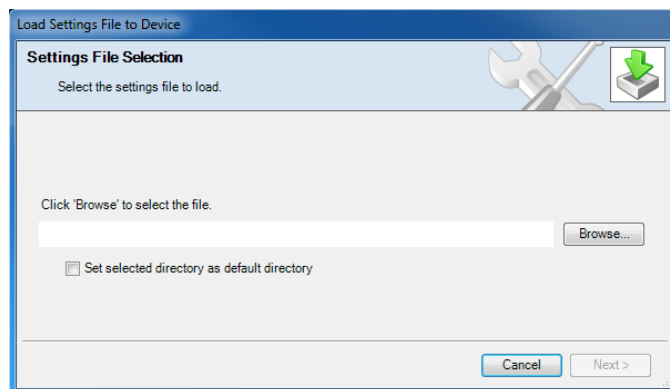 Load Settings File to Device
Settings File Selection
Select the settings file to load.
Click 'Browse' to select the file.
Browse...
Set selected directory as default directory
Cancel
Next >